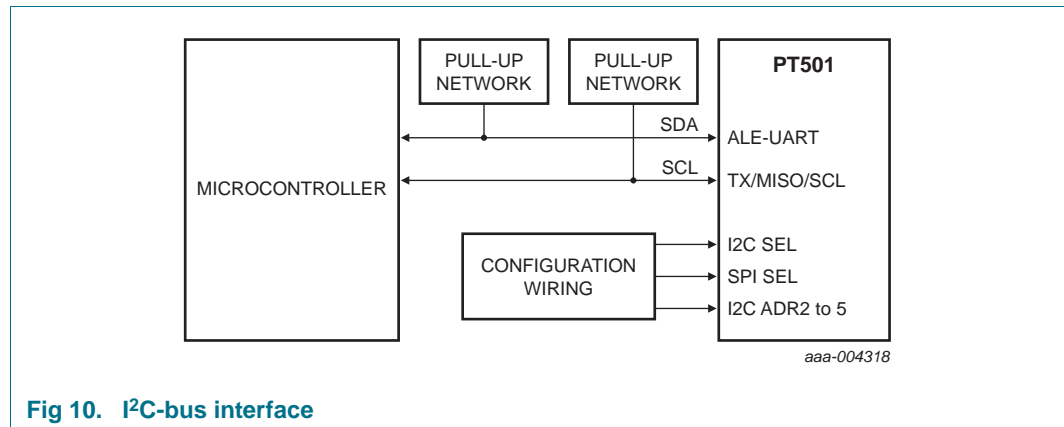 PULL-UP
NETWORK
PULL-UP
NETWORK
PT501
SDA
ALE-UART
SCL
TX/MISO/SCL
MICROCONTROLLER
I2C SEL
CONFIGURATION
WIRING
SPI SEL
I2C ADR2 to 5
aaa-004318
Fig 10. I²C-bus interface